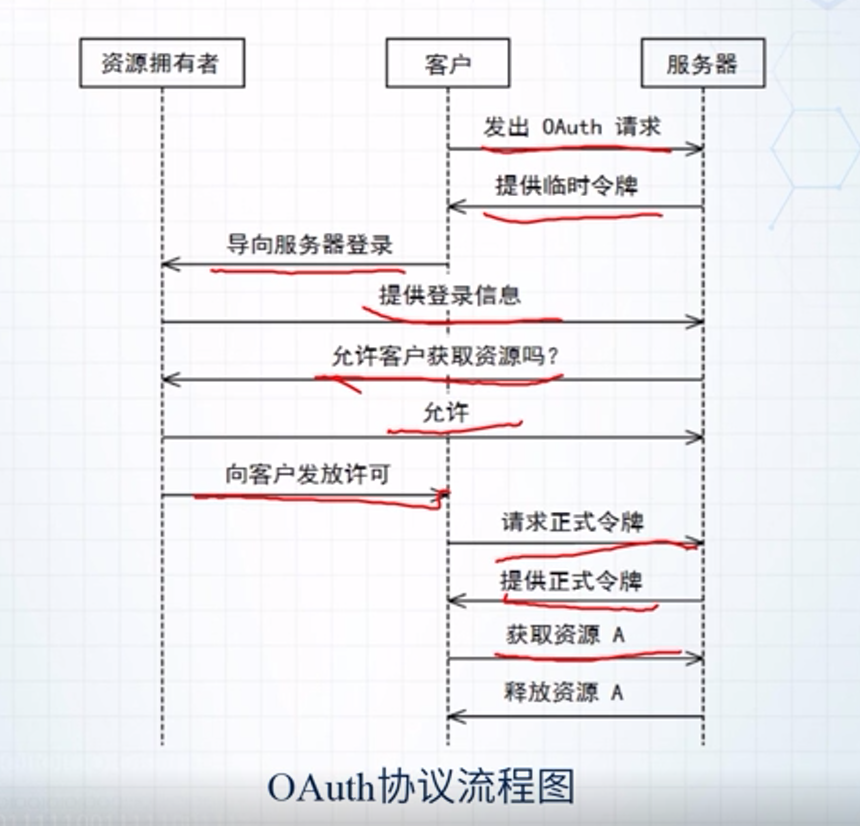 资源拥有者
客户
服务器
发出 OAuth 请求
提供临时令牌
导向服务器登录
提供登录信息
允许客户获取资源吗?
允许
向客户发放许可
请求正式令牌
提供正式令牌
获取资源 A
释放资源 A
OAuth协议流程图